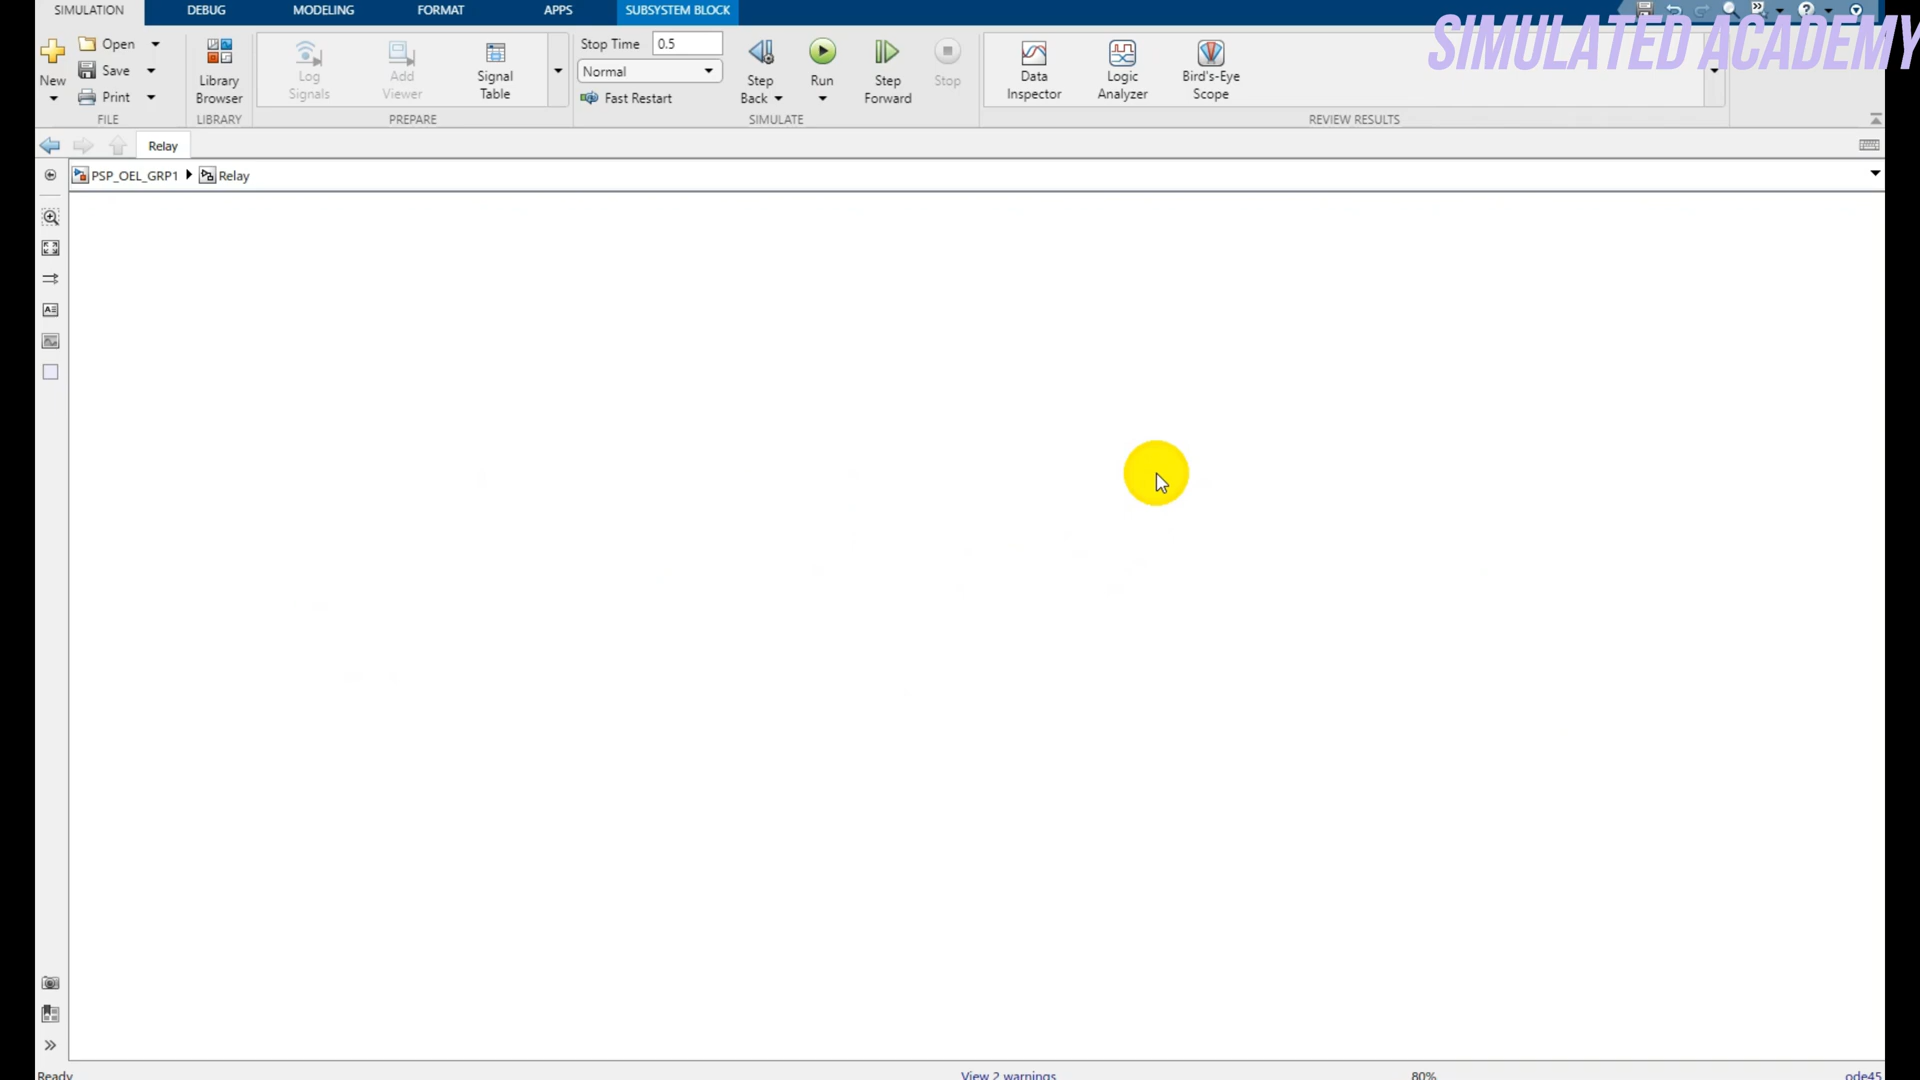 SIMULATION DEBUG MODELING FORMAT APPS SUBSYSTEM BLOCK
SIMULATED ACADEMY
New
Open
Save
Print
FILE
Library
Browser
LIBRARY
Log
Signals
Add
Viewer
Signal
Table
PREPARE
Stop Time 0.5
Normal
Fast Restart
Step
Back
Run
Step
Forward
Stop
SIMULATE
Data
Inspector
Logic
Analyzer
Bird's-Eye
Scope
REVIEW RESULTS
Relay
PSP_OEL_GRP1 Relay
Ready View 2 warnings 80% ode45